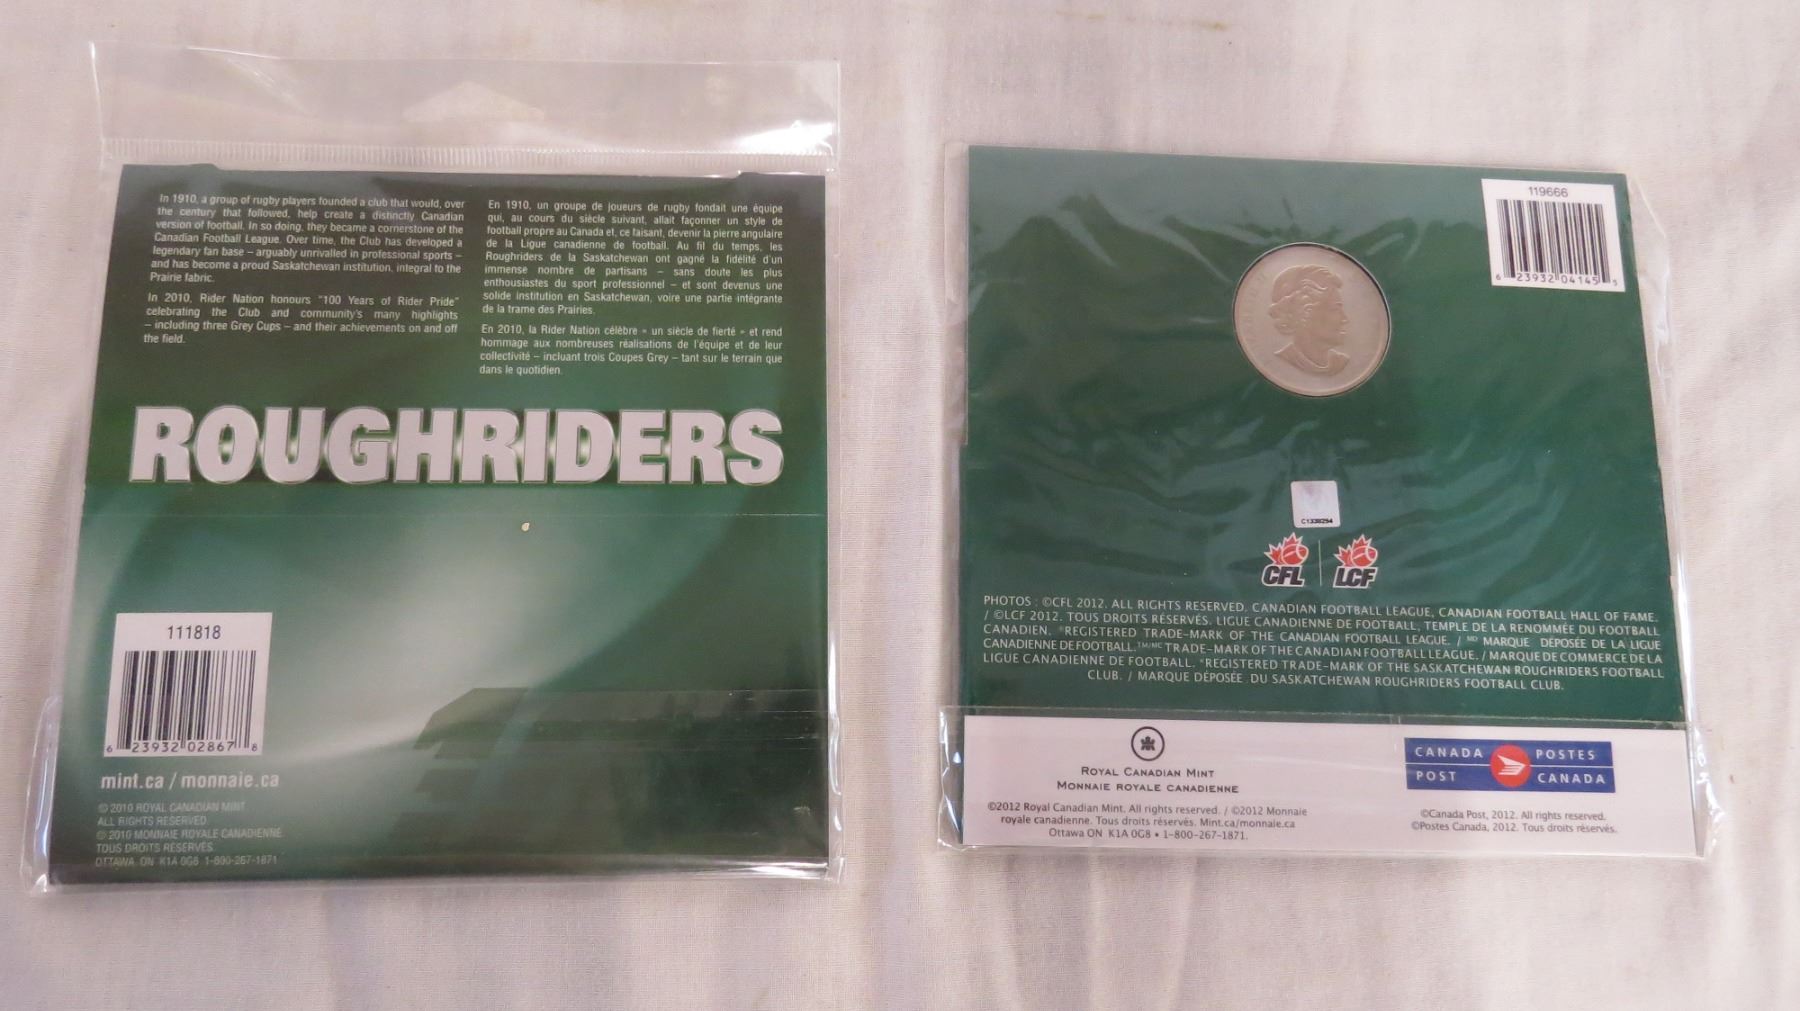 In 1910, a group of rugby players founded a club that would, over
the century that followed, help create a distinctly Canadian
version of football. In so doing, they became a cornerstone of the
Canadian Football League. Over time, the Club has developed a
legendary fan base – arguably unrivalled in professional sports –
and has become a proud Saskatchewan institution, integral to the
Prairie fabric.
In 2010, Rider Nation honours "100 Years of Rider Pride"
celebrating the Club and community's many highlights
– including three Grey Cups – and their achievements on and off
the field.
En 1910, un groupe de joueurs de rugby fondait une équipe
qui, au cours du siècle suivant, allait façonner un style de
football propre au Canada et, ce faisant, devenir la pierre angulaire
de la Ligue canadienne de football. Au fil du temps, les
Roughriders de la Saskatchewan ont gagné la fidélité d'un
immense nombre de partisans – sans doute les plus
enthousiastes du sport professionnel – et sont devenus une
solide institution en Saskatchewan, voire une partie intégrante
de la trame des Prairies.
En 2010, la Rider Nation célèbre « un siècle de fierté » et rend
hommage aux nombreuses réalisations de l'équipe et de leur
collectivité – incluant trois Coupes Grey – tant sur le terrain que
dans le quotidien.
ROUGHRIDERS
111818
6 23932 02867 8
mint.ca / monnaie.ca
© 2010 ROYAL CANADIAN MINT
ALL RIGHTS RESERVED.
© 2010 MONNAIE ROYALE CANADIENNE
TOUS DROITS RÉSERVÉS.
OTTAWA, ON K1A 0G8 1-800-267-1871
119666
6 23932 04145 5
C1338254
CFL
LCF
PHOTOS : ©CFL 2012. ALL RIGHTS RESERVED. CANADIAN FOOTBALL LEAGUE, CANADIAN FOOTBALL HALL OF FAME.
/ ©LCF 2012. TOUS DROITS RÉSERVÉS. LIGUE CANADIENNE DE FOOTBALL, TEMPLE DE LA RENOMMÉE DU FOOTBALL
CANADIEN. ®REGISTERED TRADE-MARK OF THE CANADIAN FOOTBALL LEAGUE. / MD MARQUE DÉPOSÉE DE LA LIGUE
CANADIENNE DE FOOTBALL. TM/MC TRADE-MARK OF THE CANADIAN FOOTBALL LEAGUE. / MARQUE DE COMMERCE DE LA
LIGUE CANADIENNE DE FOOTBALL. ®REGISTERED TRADE-MARK OF THE SASKATCHEWAN ROUGHRIDERS FOOTBALL
CLUB. / MARQUE DÉPOSÉE DU SASKATCHEWAN ROUGHRIDERS FOOTBALL CLUB.
ROYAL CANADIAN MINT
MONNAIE ROYALE CANADIENNE
©2012 Royal Canadian Mint. All rights reserved. / ©2012 Monnaie
royale canadienne. Tous droits réservés. Mint.ca/monnaie.ca
Ottawa ON K1A 0G8 • 1-800-267-1871.
CANADA POSTES
POST CANADA
©Canada Post, 2012. All rights reserved.
©Postes Canada, 2012. Tous droits réservés.